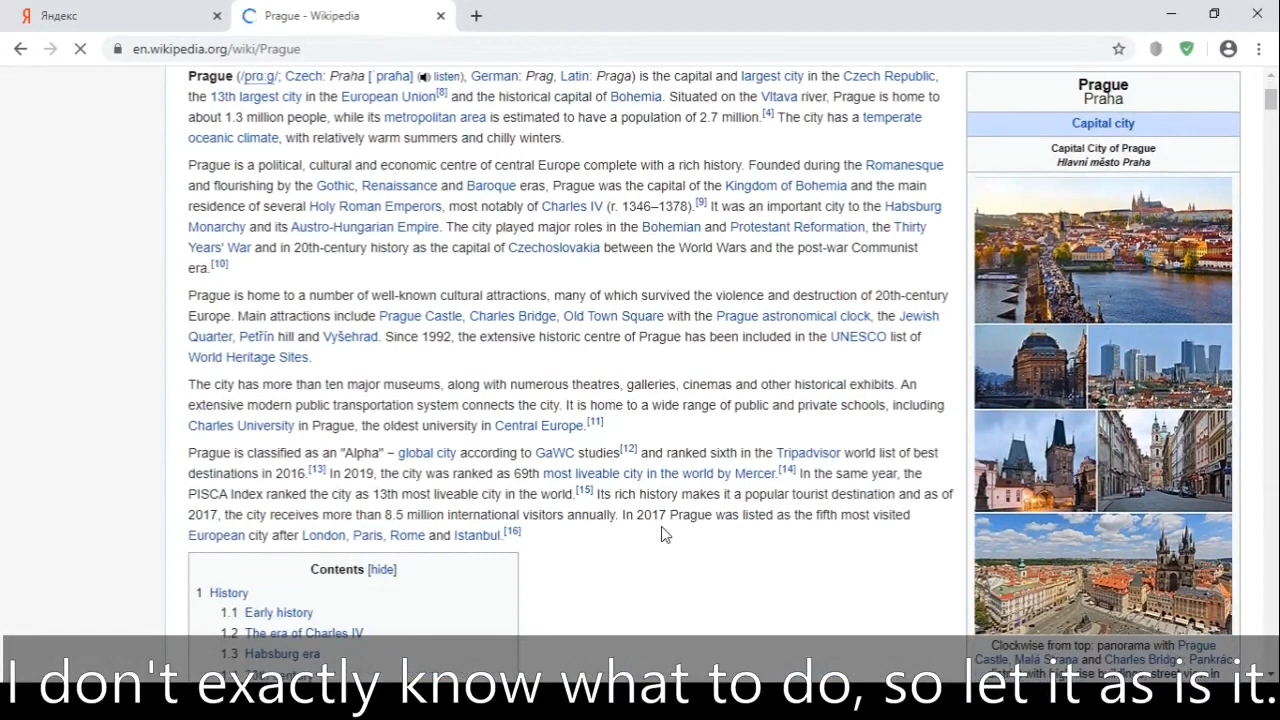 Яндекс
Prague - Wikipedia
en.wikipedia.org/wiki/Prague
Prague (/prɑːɡ/; Czech: Praha [ˈpraɦa] (listen), German: Prag, Latin: Praga) is the capital and largest city in the Czech Republic,
the 13th largest city in the European Union[8] and the historical capital of Bohemia. Situated on the Vltava river, Prague is home to
about 1.3 million people, while its metropolitan area is estimated to have a population of 2.7 million.[4] The city has a temperate
oceanic climate, with relatively warm summers and chilly winters.
Prague is a political, cultural and economic centre of central Europe complete with a rich history. Founded during the Romanesque
and flourishing by the Gothic, Renaissance and Baroque eras, Prague was the capital of the Kingdom of Bohemia and the main
residence of several Holy Roman Emperors, most notably of Charles IV (r. 1346–1378).[9] It was an important city to the Habsburg
Monarchy and its Austro-Hungarian Empire. The city played major roles in the Bohemian and Protestant Reformation, the Thirty
Years' War and in 20th-century history as the capital of Czechoslovakia between the World Wars and the post-war Communist
era.[10]
Prague is home to a number of well-known cultural attractions, many of which survived the violence and destruction of 20th-century
Europe. Main attractions include Prague Castle, Charles Bridge, Old Town Square with the Prague astronomical clock, the Jewish
Quarter, Petřín hill and Vyšehrad. Since 1992, the extensive historic centre of Prague has been included in the UNESCO list of
World Heritage Sites.
The city has more than ten major museums, along with numerous theatres, galleries, cinemas and other historical exhibits. An
extensive modern public transportation system connects the city. It is home to a wide range of public and private schools, including
Charles University in Prague, the oldest university in Central Europe.[11]
Prague is classified as an "Alpha" – global city according to GaWC studies[12] and ranked sixth in the Tripadvisor world list of best
destinations in 2016.[13] In 2019, the city was ranked as 69th most liveable city in the world by Mercer.[14] In the same year, the
PISCA Index ranked the city as 13th most liveable city in the world.[15] Its rich history makes it a popular tourist destination and as of
2017, the city receives more than 8.5 million international visitors annually. In 2017 Prague was listed as the fifth most visited
European city after London, Paris, Rome and Istanbul.[16]
Contents [hide]
1 History
1.1 Early history
1.2 The era of Charles IV
1.3 Habsburg era
Prague
Praha
Capital city
Capital City of Prague
Hlavní město Praha
Clockwise from top: panorama with Prague
Castle, Malá Strana and Charles Bridge, Pankrác
I don't exactly know what to do, so let it as is it.